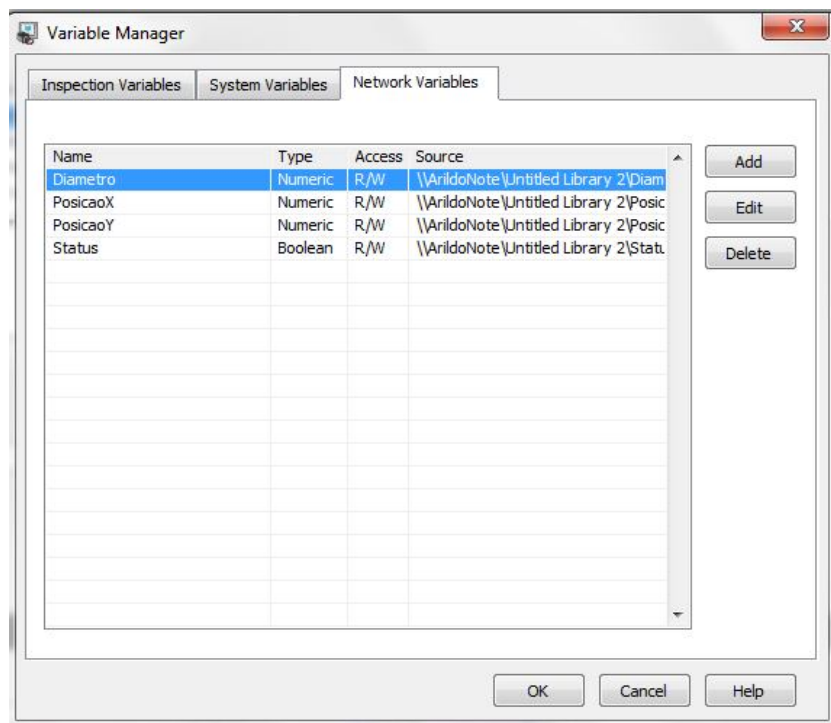 Variable Manager
Inspection Variables System Variables Network Variables
Name Type Access Source
Diametro Numeric R/W \\ArildoNote\Untitled Library 2\Diam
PosicaoX Numeric R/W \\ArildoNote\Untitled Library 2\Posic
PosicaoY Numeric R/W \\ArildoNote\Untitled Library 2\Posic
Status Boolean R/W \\ArildoNote\Untitled Library 2\Statu
Add
Edit
Delete
OK Cancel Help